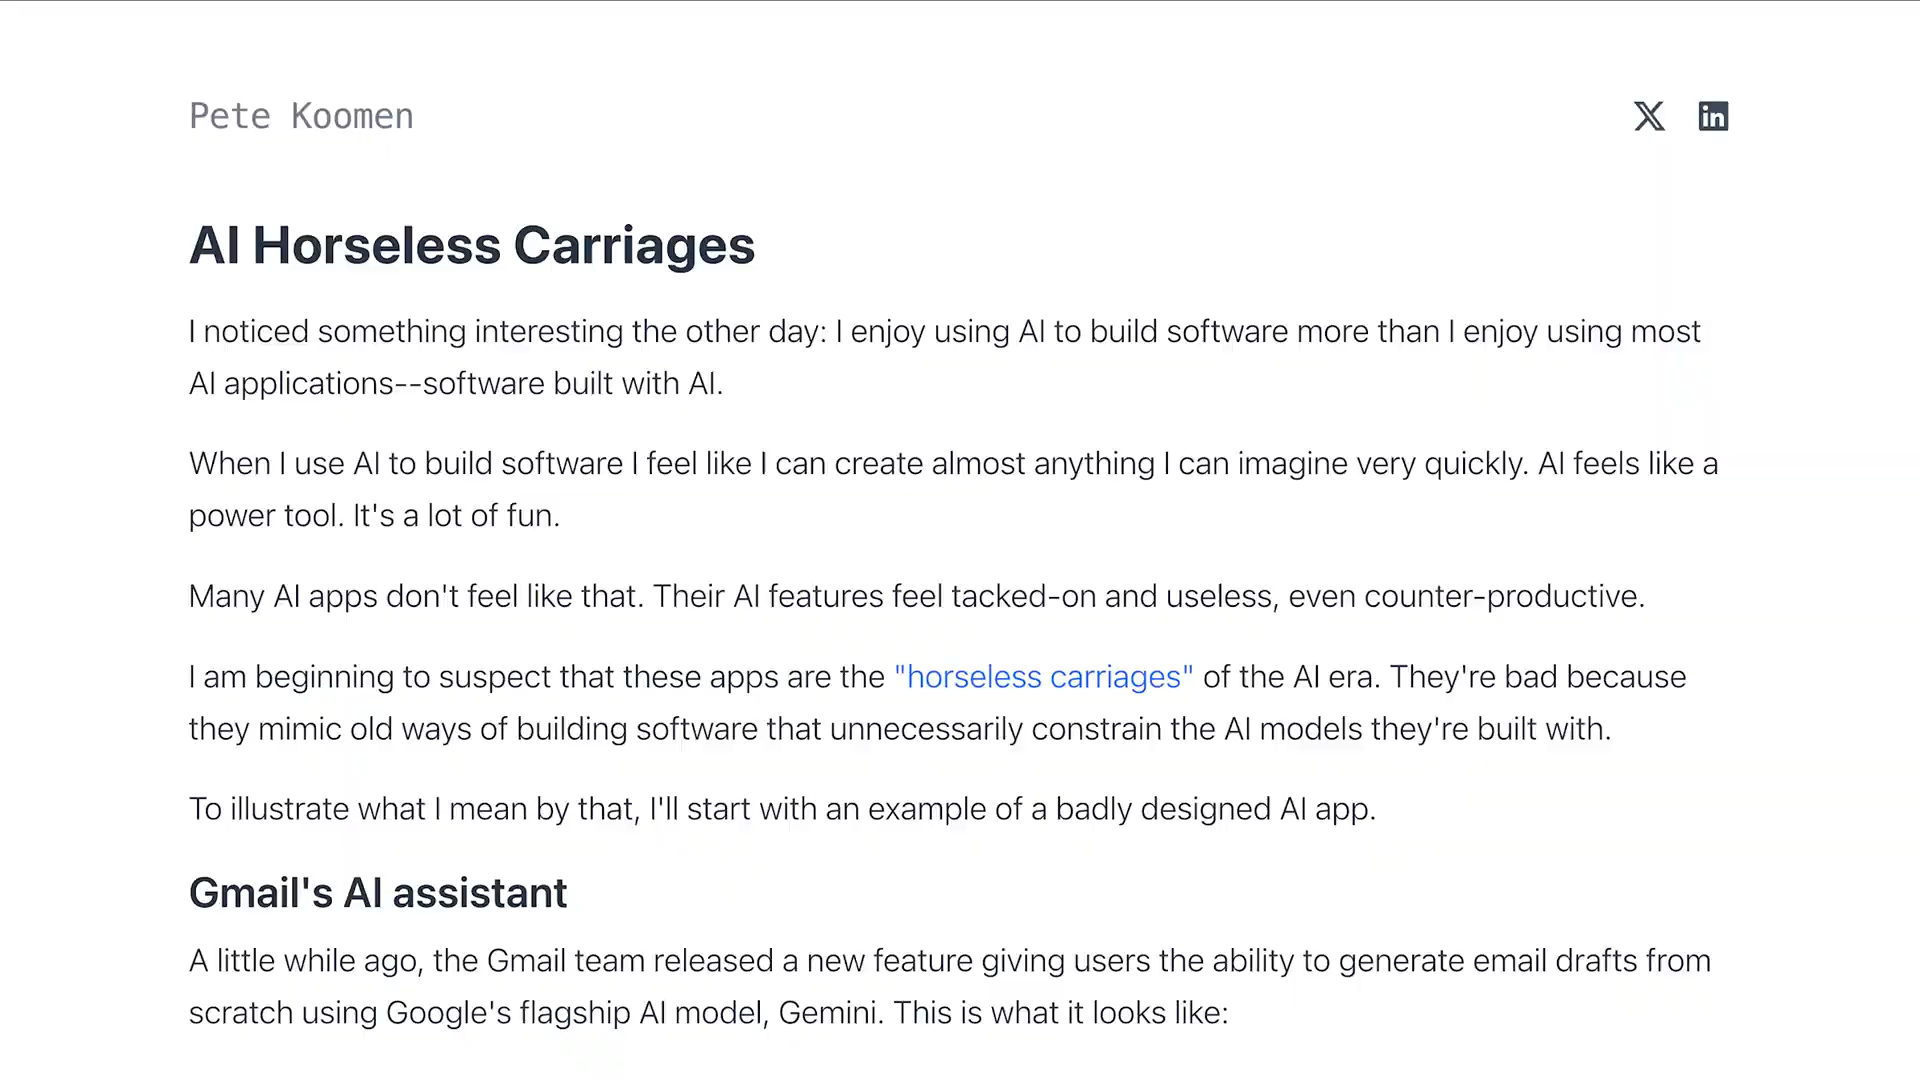 Pete Koomen
AI Horseless Carriages
I noticed something interesting the other day: I enjoy using AI to build software more than I enjoy using most
AI applications--software built with AI.
When I use AI to build software I feel like I can create almost anything I can imagine very quickly. AI feels like a
power tool. It's a lot of fun.
Many AI apps don't feel like that. Their AI features feel tacked-on and useless, even counter-productive.
I am beginning to suspect that these apps are the "horseless carriages" of the AI era. They're bad because
they mimic old ways of building software that unnecessarily constrain the AI models they're built with.
To illustrate what I mean by that, I'll start with an example of a badly designed AI app.
Gmail's AI assistant
A little while ago, the Gmail team released a new feature giving users the ability to generate email drafts from
scratch using Google's flagship AI model, Gemini. This is what it looks like: